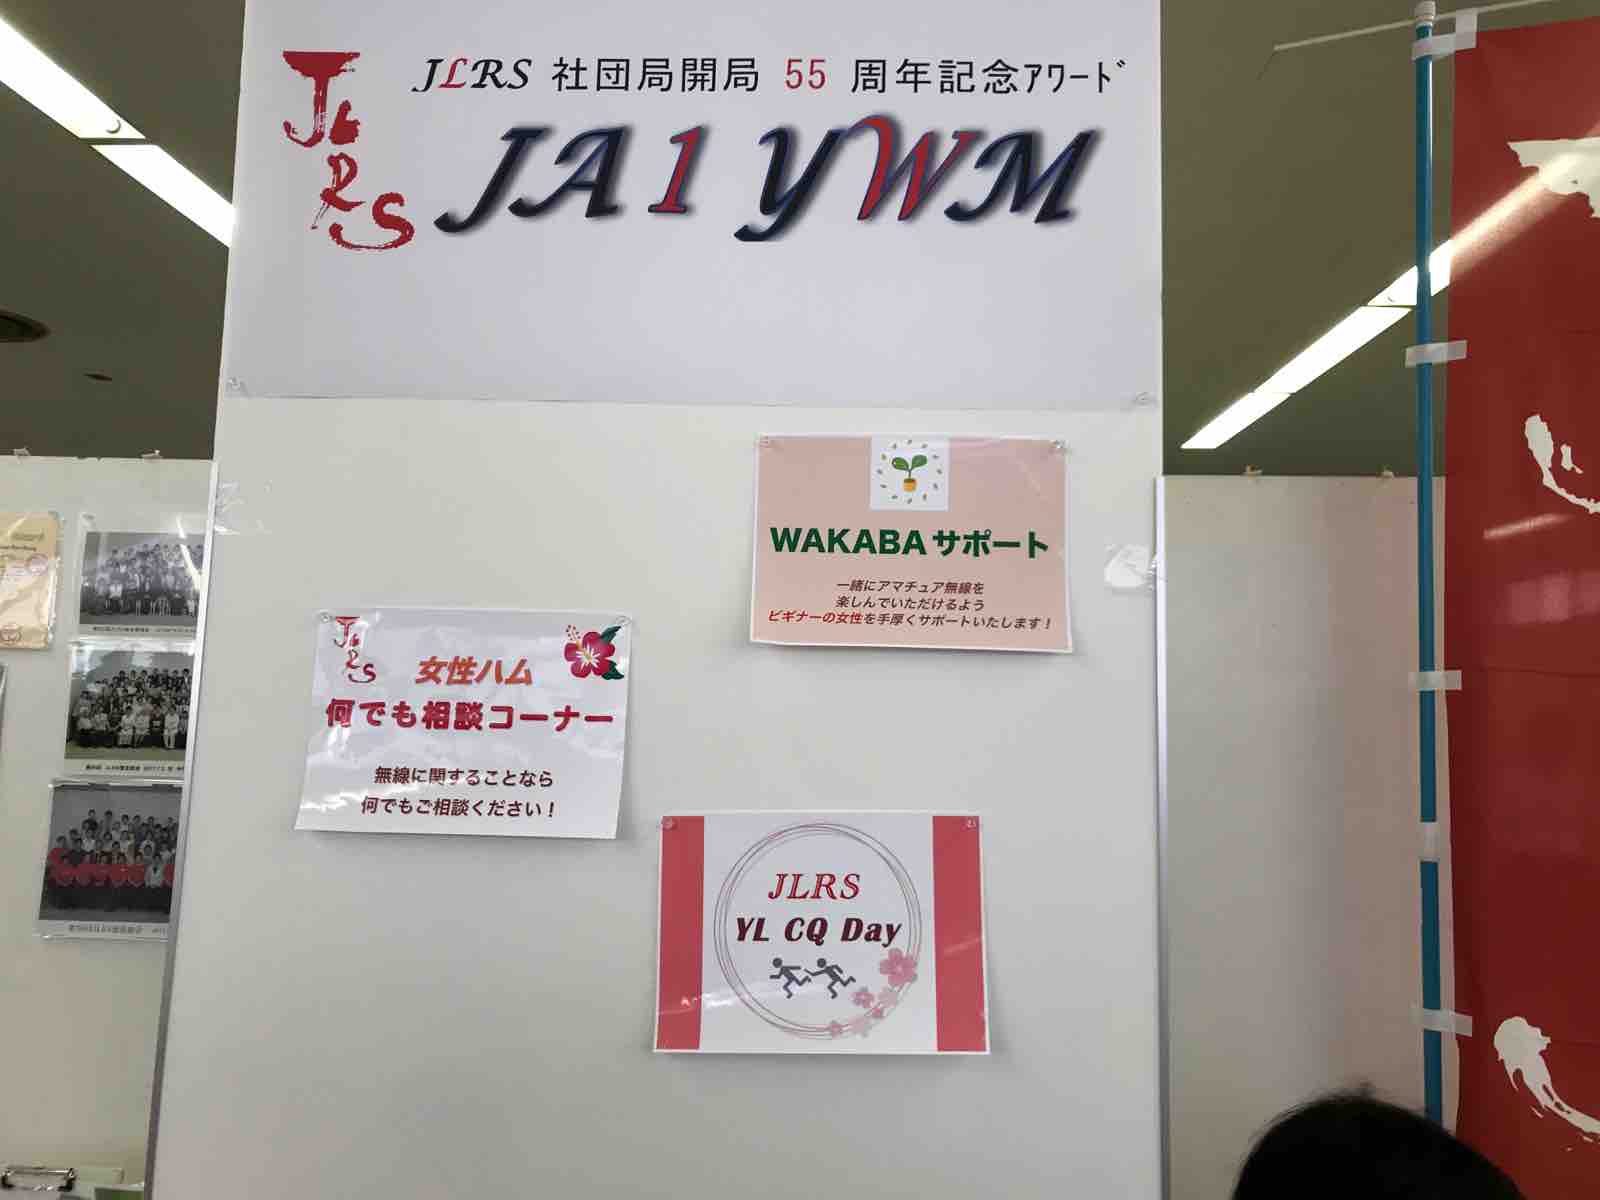 JLRS
JLRS 社団局開局 55 周年記念ｱﾜｰﾄﾞ
JA1YWM
WAKABAサポート
一緒にアマチュア無線を
楽しんでいただけるよう
ビギナーの女性を手厚くサポートいたします！
JLRS
女性ハム
何でも相談コーナー
無線に関することなら
何でもご相談ください！
JLRS
YL CQ Day